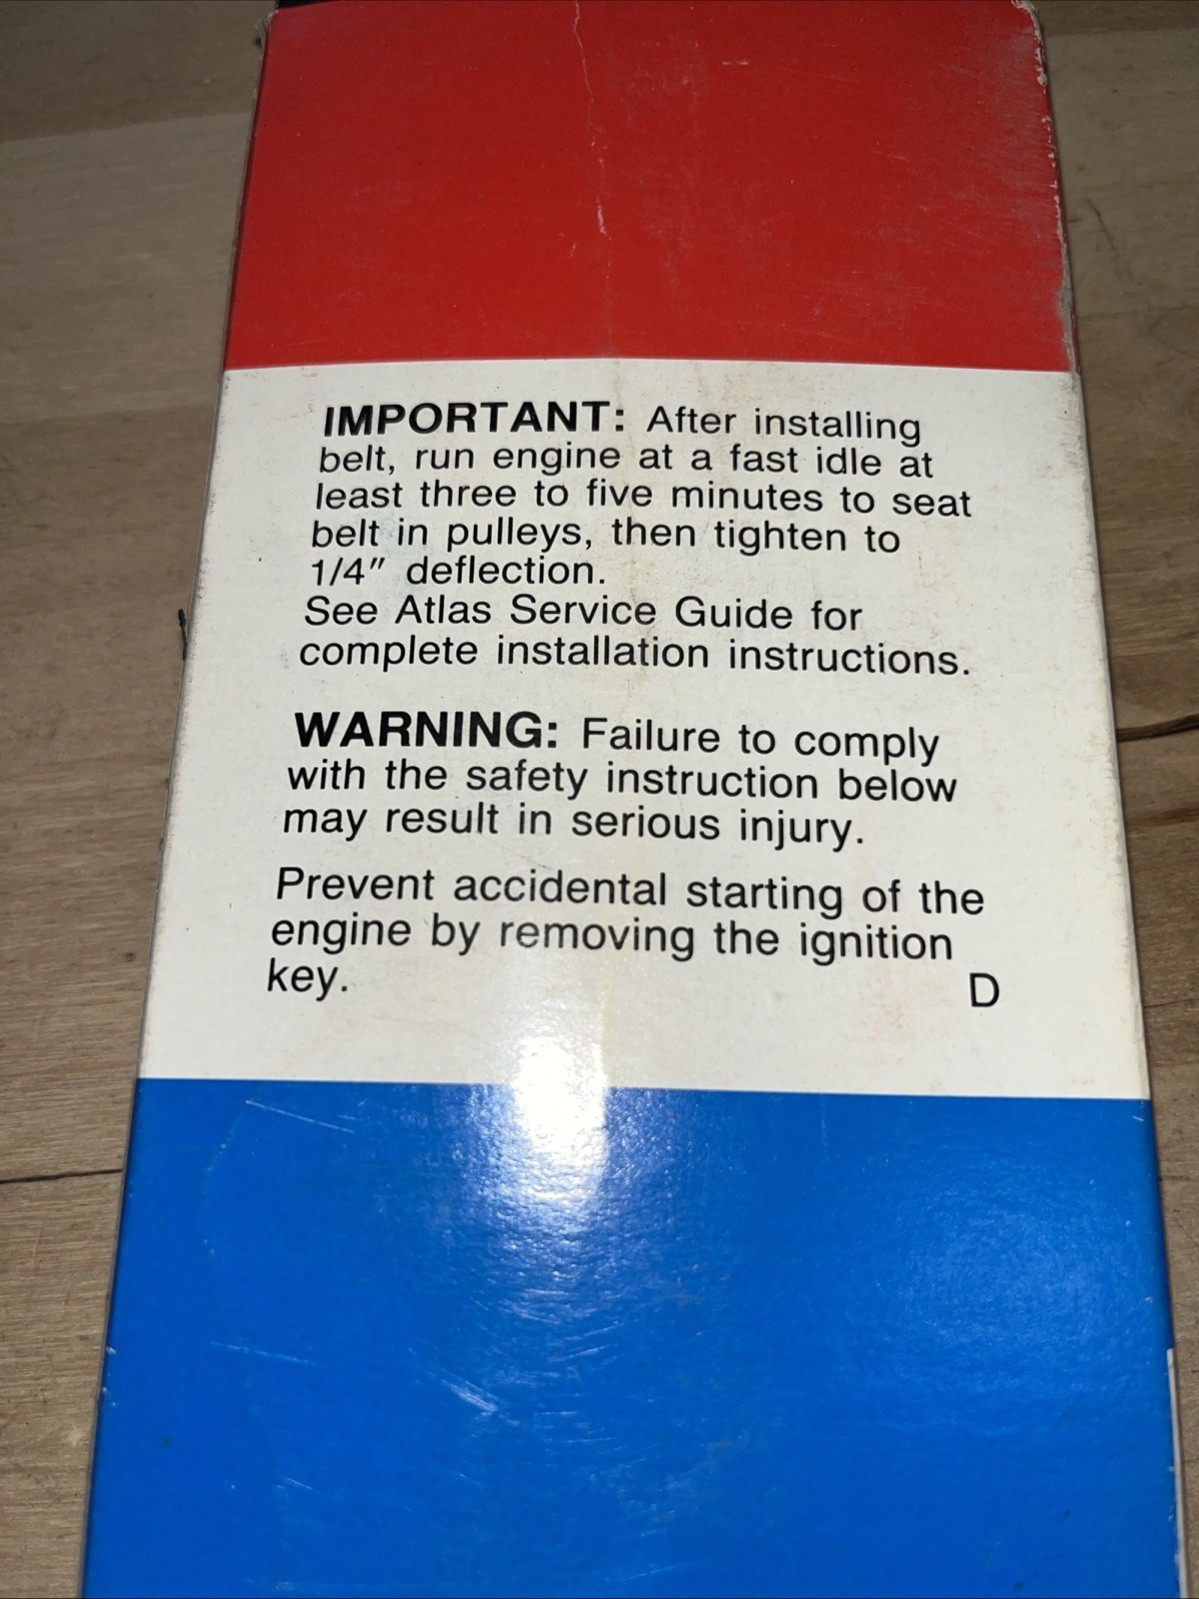 IMPORTANT: After installing
belt, run engine at a fast idle at
least three to five minutes to seat
belt in pulleys, then tighten to
1/4" deflection.
See Atlas Service Guide for
complete installation instructions.
WARNING: Failure to comply
with the safety instruction below
may result in serious injury.
Prevent accidental starting of the
engine by removing the ignition
key.
D